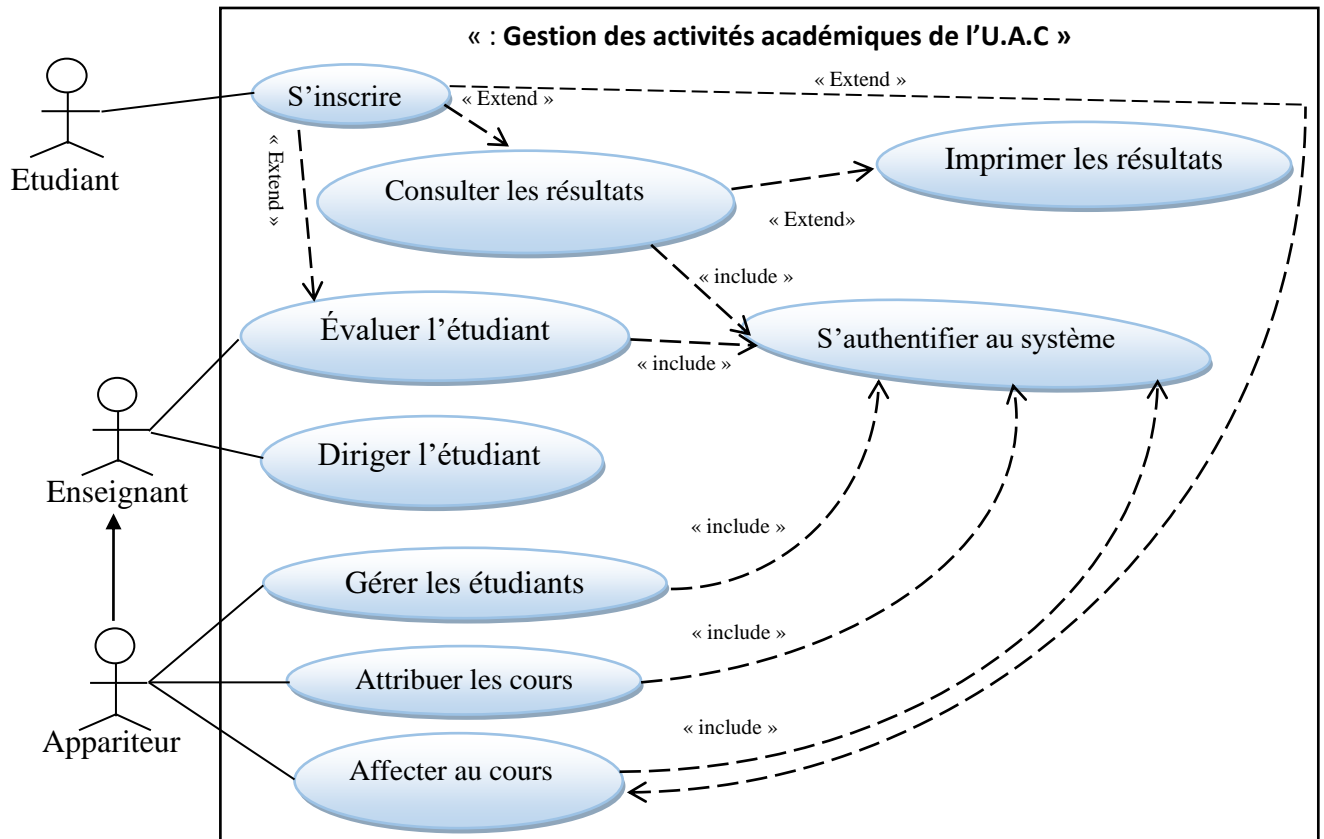 « : Gestion des activités académiques de l'U.A.C »
S'inscrire
« Extend »
« Extend »
« Extend »
Etudiant
Consulter les résultats
Imprimer les résultats
« Extend»
« include »
Évaluer l'étudiant
S'authentifier au système
« include »
Diriger l'étudiant
Enseignant
« include »
Gérer les étudiants
« include »
Attribuer les cours
Appariteur
« include »
Affecter au cours